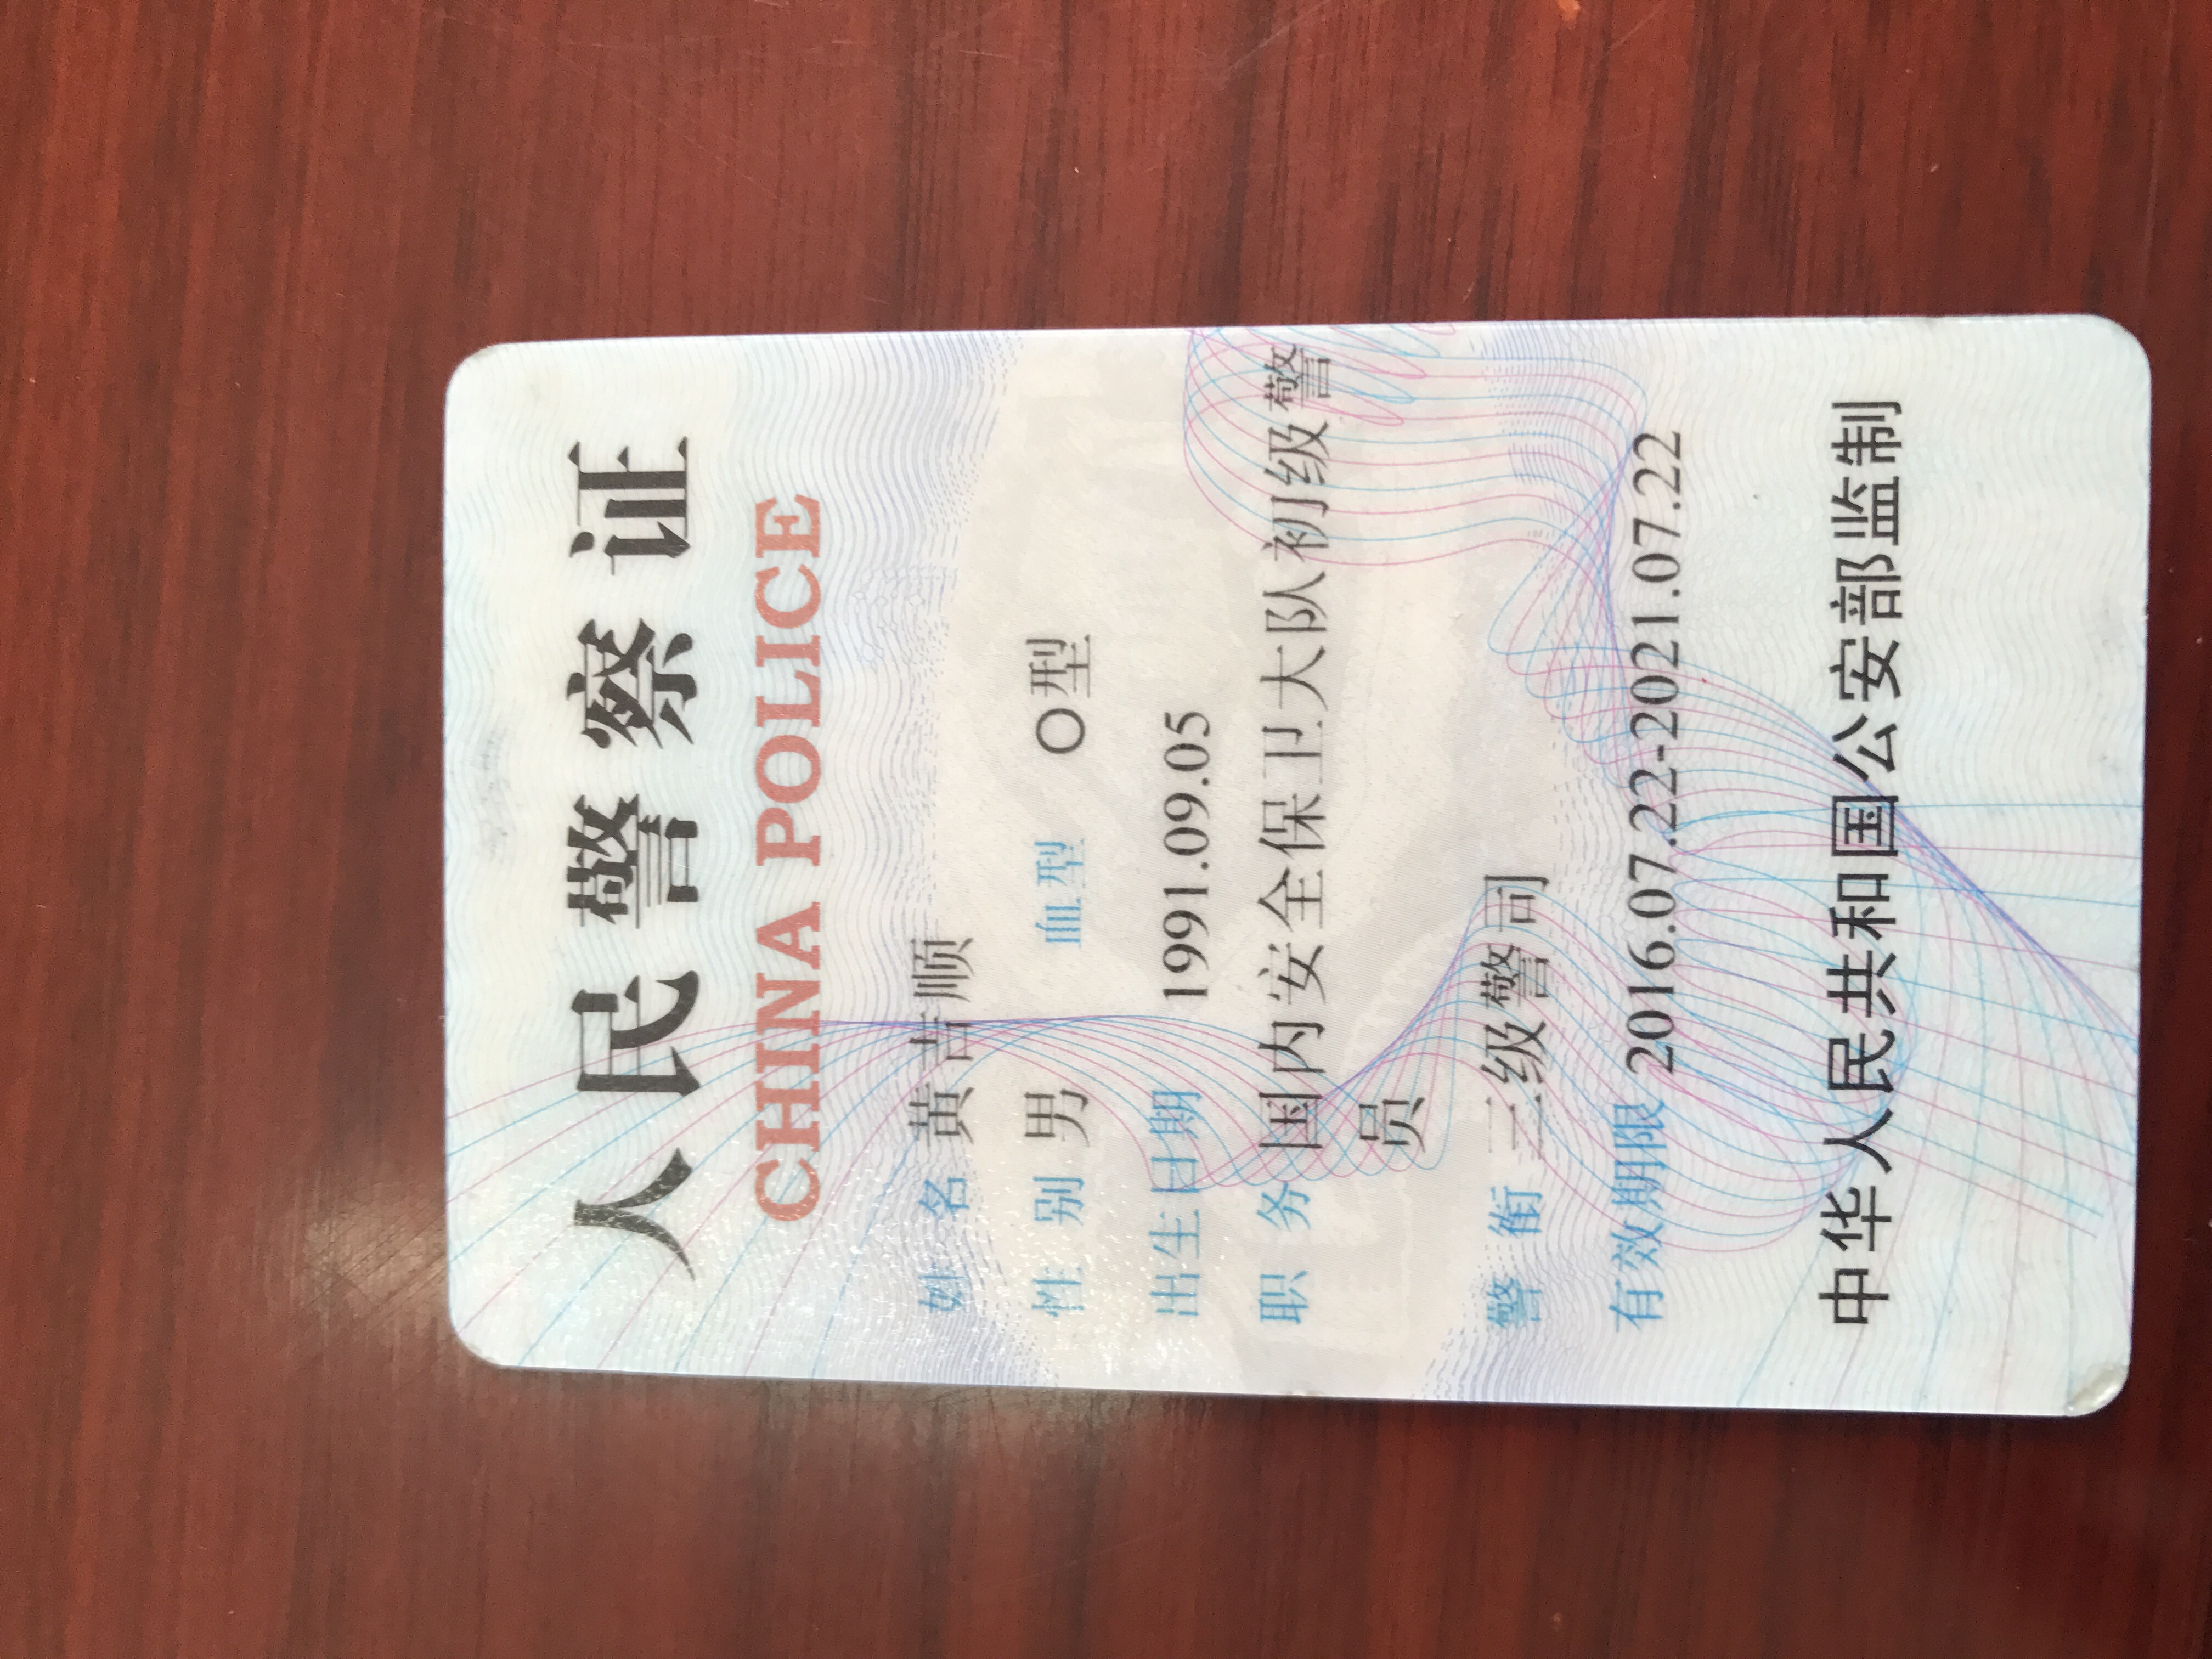 人民警察证
CHINA POLICE
姓 名 黄吉顺
性 别 男 血型 O型
出生日期 1991.09.05
职 务 国内安全保卫大队初级警
员
警 衔 三级警司
有效期限 2016.07.22-2021.07.22
中华人民共和国公安部监制